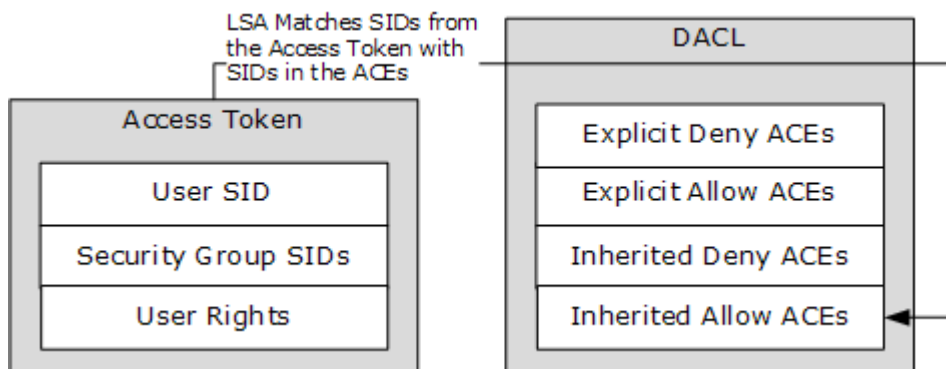 LSA Matches SIDs from
the Access Token with
SIDs in the ACEs
DACL
Access Token
Explicit Deny ACEs
User SID
Explicit Allow ACEs
Security Group SIDs
Inherited Deny ACEs
User Rights
Inherited Allow ACEs